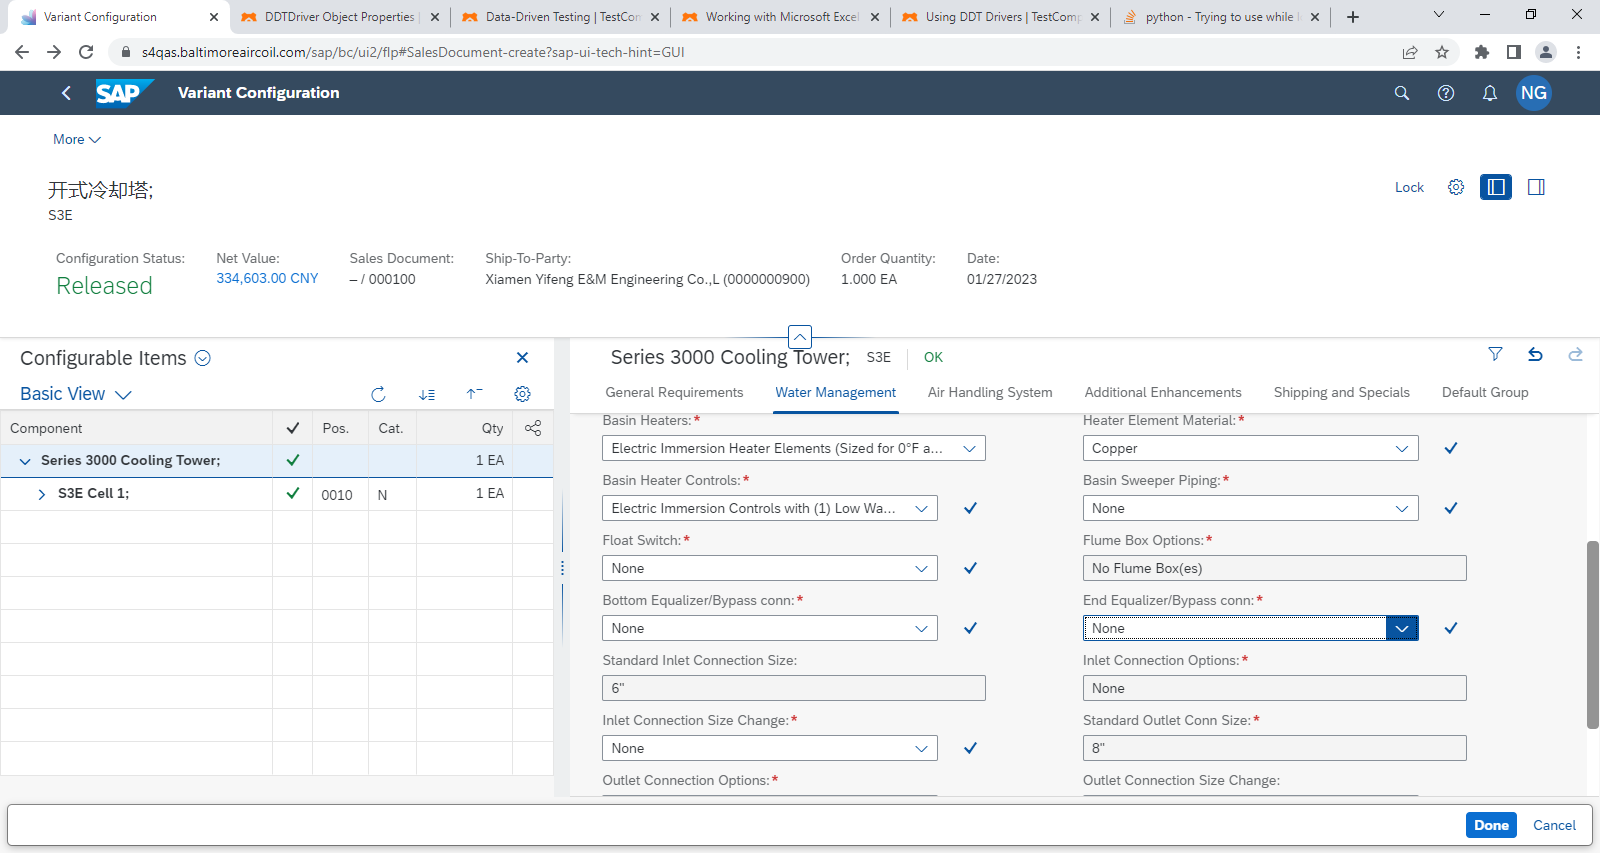 Variant Configuration
DDTDriver Object Properties
Data-Driven Testing | TestCom
Working with Microsoft Excel
Using DDT Drivers | TestComp
python - Trying to use while l
s4qas.baltimoreaircoil.com/sap/bc/ui2/flp#SalesDocument-create?sap-ui-tech-hint=GUI
SAP
Variant Configuration
NG
More
开式冷却塔;
S3E
Lock
Configuration Status:
Net Value:
Sales Document:
Ship-To-Party:
Order Quantity:
Date:
Released
334,603.00 CNY
– / 000100
Xiamen Yifeng E&M Engineering Co.,L (0000000900)
1.000 EA
01/27/2023
Configurable Items
Basic View
Component
Pos.
Cat.
Qty
Series 3000 Cooling Tower;
1 EA
S3E Cell 1;
0010
N
1 EA
Series 3000 Cooling Tower;
S3E
OK
General Requirements
Water Management
Air Handling System
Additional Enhancements
Shipping and Specials
Default Group
Basin Heaters:*
Heater Element Material:*
Electric Immersion Heater Elements (Sized for 0°F a...
Copper
Basin Heater Controls:*
Basin Sweeper Piping:*
Electric Immersion Controls with (1) Low Wa...
None
Float Switch:*
Flume Box Options:*
None
No Flume Box(es)
Bottom Equalizer/Bypass conn:*
End Equalizer/Bypass conn:*
None
None
Standard Inlet Connection Size:
Inlet Connection Options:*
6"
None
Inlet Connection Size Change:*
Standard Outlet Conn Size:*
None
8"
Outlet Connection Options:*
Outlet Connection Size Change:
Done
Cancel